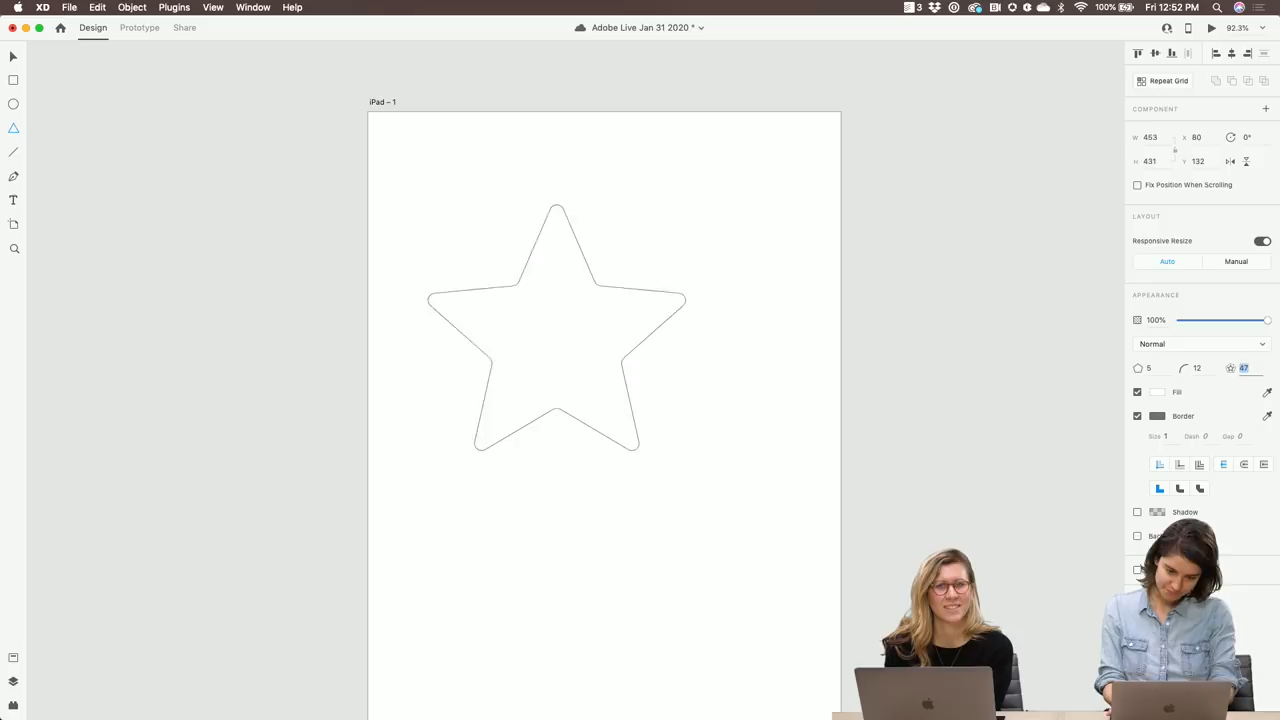 XD File Edit Object Plugins View Window Help 3 100% Fri 12:52 PM
Design Prototype Share Adobe Live Jan 31 2020 * 92.3%
Repeat Grid
iPad – 1
COMPONENT
W 453 X 80 0°
H 431 Y 132
Fix Position When Scrolling
LAYOUT
Responsive Resize
Auto Manual
APPEARANCE
100%
Normal
5 12 47
Fill
Border
Size 1 Dash 0 Gap 0
Shadow